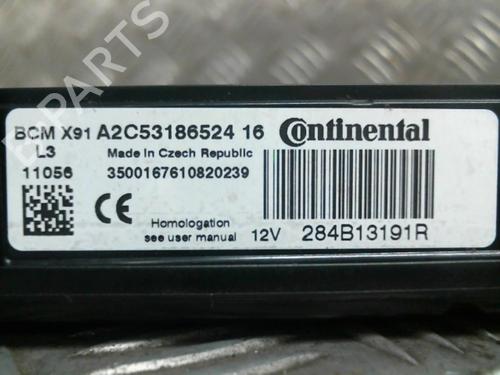 BCM X91 A2C53186524 16 Continental
L3 Made in Czech Republic
11056 3500167610820239
CE Homologation
see user manual 12V 284B13191R
B-PARTS